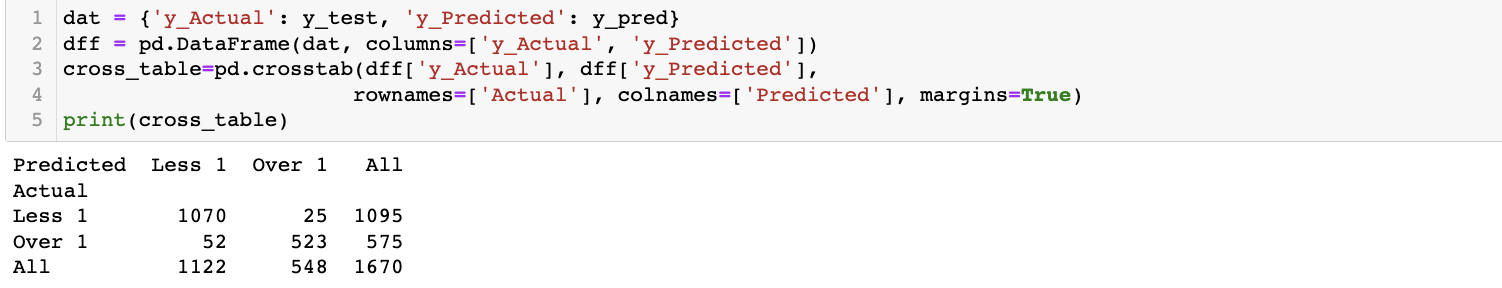 1 dat = {'y_Actual': y_test, 'y_Predicted': y_pred}
2 dff = pd.DataFrame(dat, columns=['y_Actual', 'y_Predicted'])
3 cross_table=pd.crosstab(dff['y_Actual'], dff['y_Predicted'],
4                        rownames=['Actual'], colnames=['Predicted'], margins=True)
5 print(cross_table)
Predicted  Less 1  Over 1   All
Actual
Less 1       1070      25  1095
Over 1         52     523   575
All          1122     548  1670